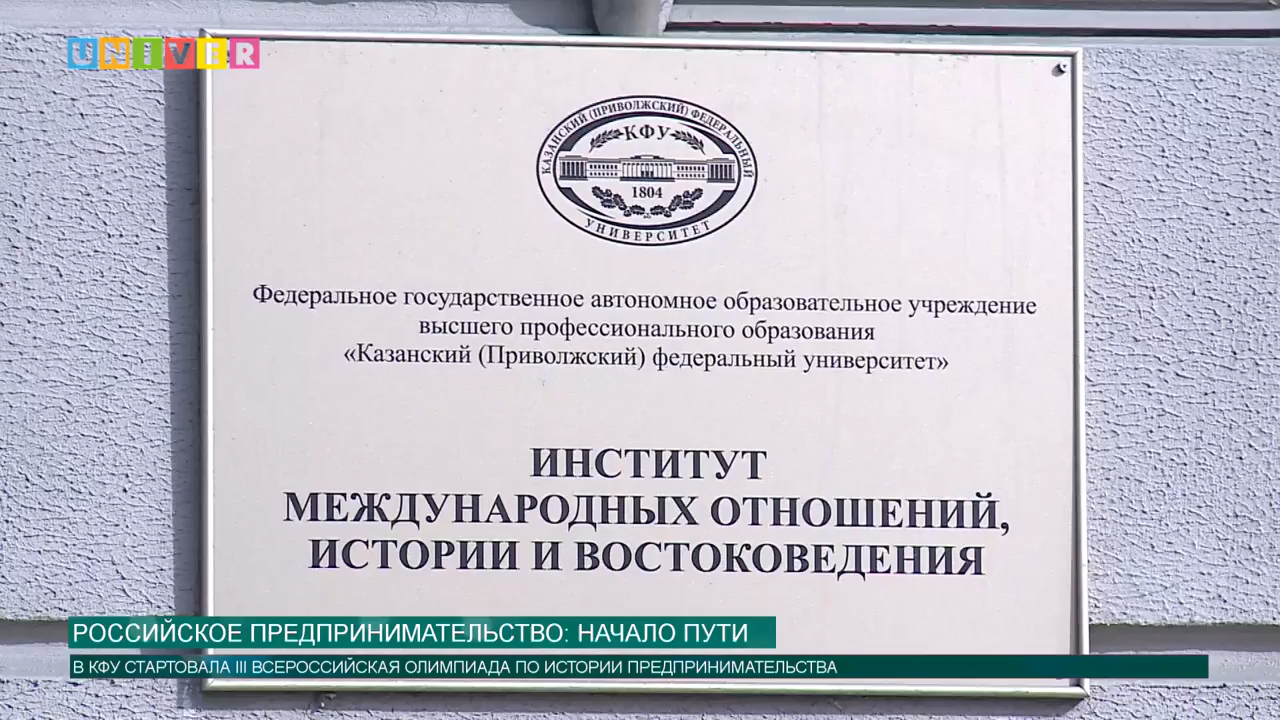 UNIVER
КАЗАНСКИЙ (ПРИВОЛЖСКИЙ) ФЕДЕРАЛЬНЫЙ
КФУ
1804
УНИВЕРСИТЕТ
Федеральное государственное автономное образовательное учреждение
высшего профессионального образования
«Казанский (Приволжский) федеральный университет»
ИНСТИТУТ
МЕЖДУНАРОДНЫХ ОТНОШЕНИЙ,
ИСТОРИИ И ВОСТОКОВЕДЕНИЯ
РОССИЙСКОЕ ПРЕДПРИНИМАТЕЛЬСТВО: НАЧАЛО ПУТИ
В КФУ СТАРТОВАЛА III ВСЕРОССИЙСКАЯ ОЛИМПИАДА ПО ИСТОРИИ ПРЕДПРИНИМАТЕЛЬСТВА